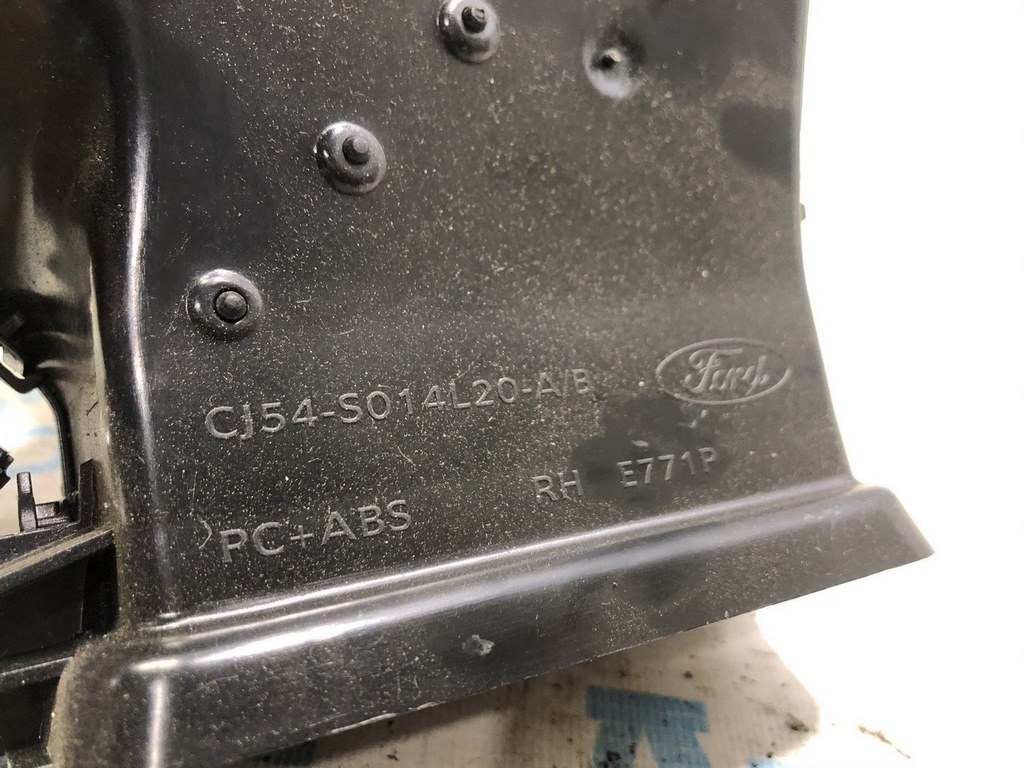 Ford
CJ54-S014L20-A/B
RH E771P
>PC+ABS